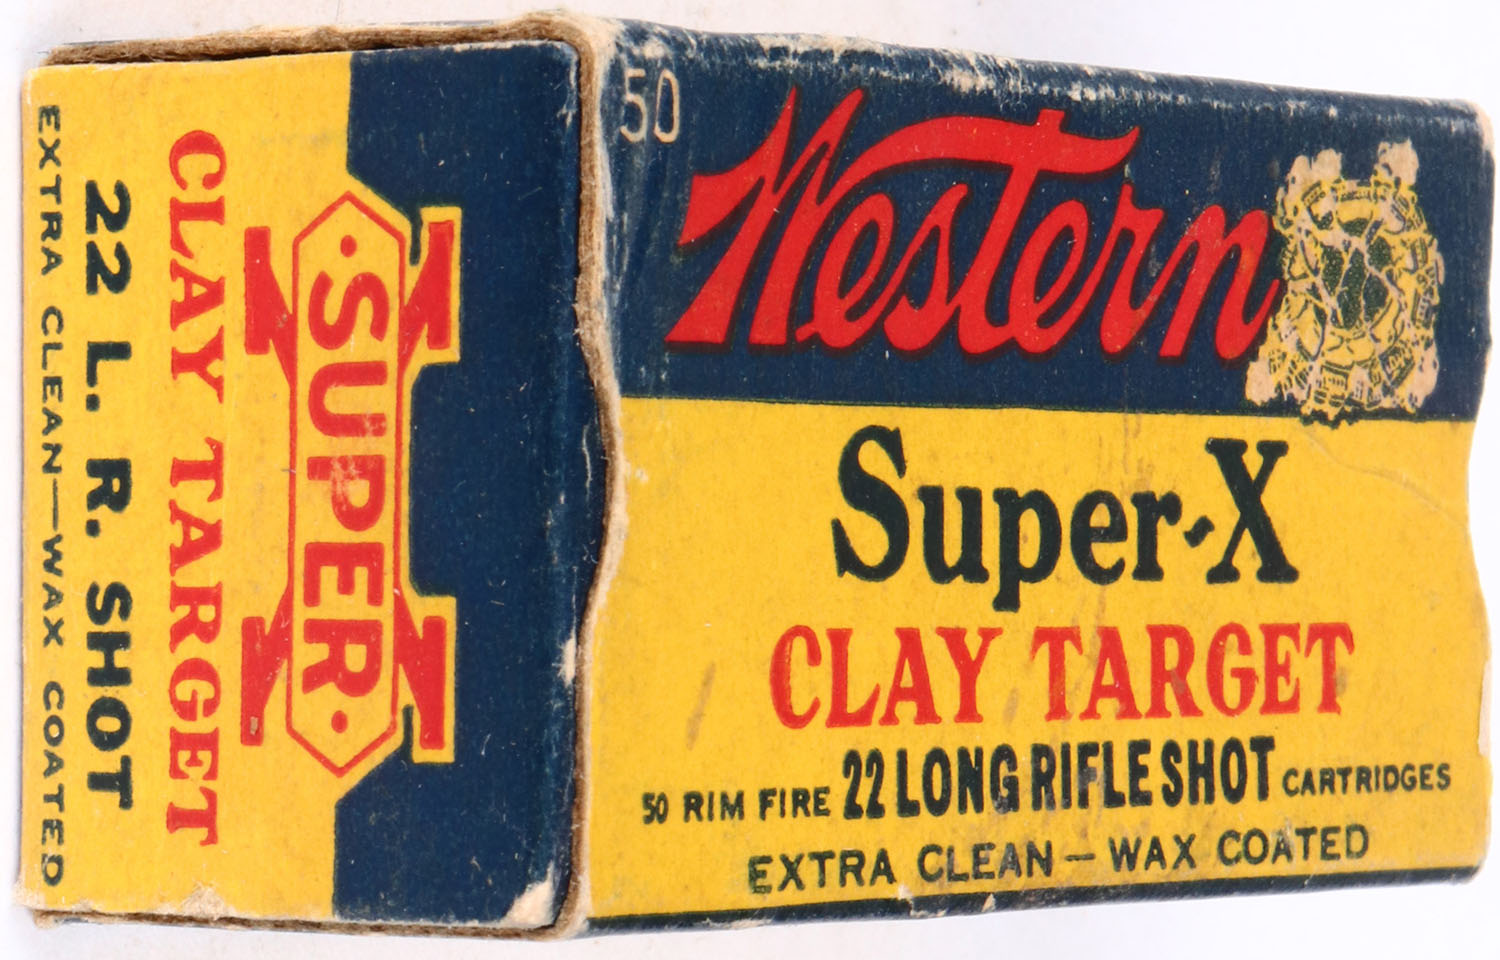 50
Western
Super-X
CLAY TARGET
50 RIM FIRE 22 LONG RIFLE SHOT CARTRIDGES
EXTRA CLEAN — WAX COATED
SUPER
X
CLAY TARGET
22 L. R. SHOT
EXTRA CLEAN—WAX COATED